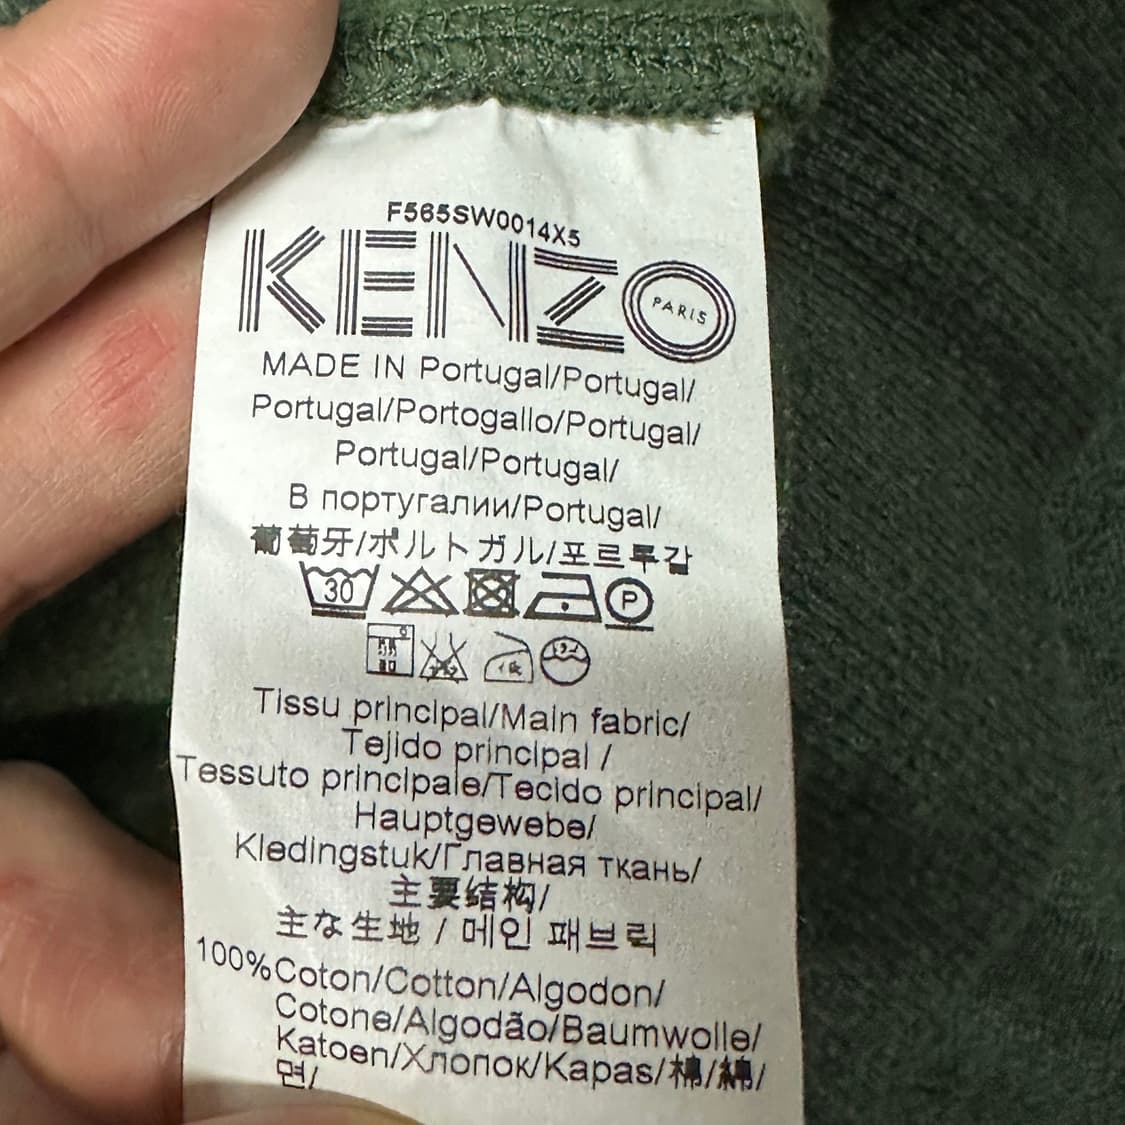 F565SW0014X5
KENZO
PARIS
MADE IN Portugal/Portugal/
Portugal/Portogallo/Portugal/
Portugal/Portugal/
В португалии/Portugal/
葡萄牙/ポルトガル/포르투갈
30
P
Tissu principal/Main fabric/
Tejido principal /
Tessuto principale/Tecido principal/
Hauptgewebe/
Kledingstuk/Главная ткань/
主要结构/
主な生地 / 메인 패브릭
100%Coton/Cotton/Algodon/
Cotone/Algodão/Baumwolle/
Katoen/Хлопок/Kapas/棉/綿/
면/